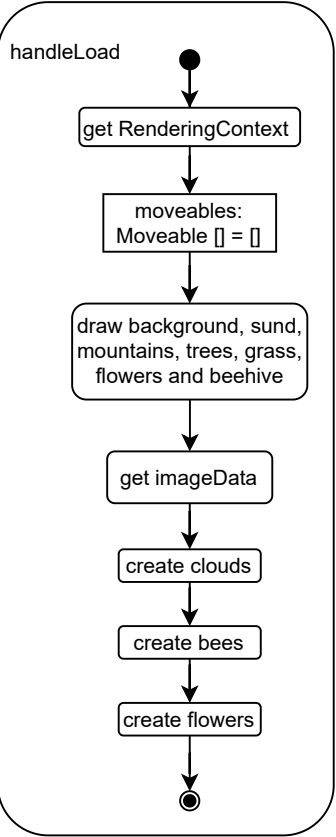 handleLoad
get RenderingContext
moveables:
Moveable [] = []
draw background, sund,
mountains, trees, grass,
flowers and beehive
get imageData
create clouds
create bees
create flowers